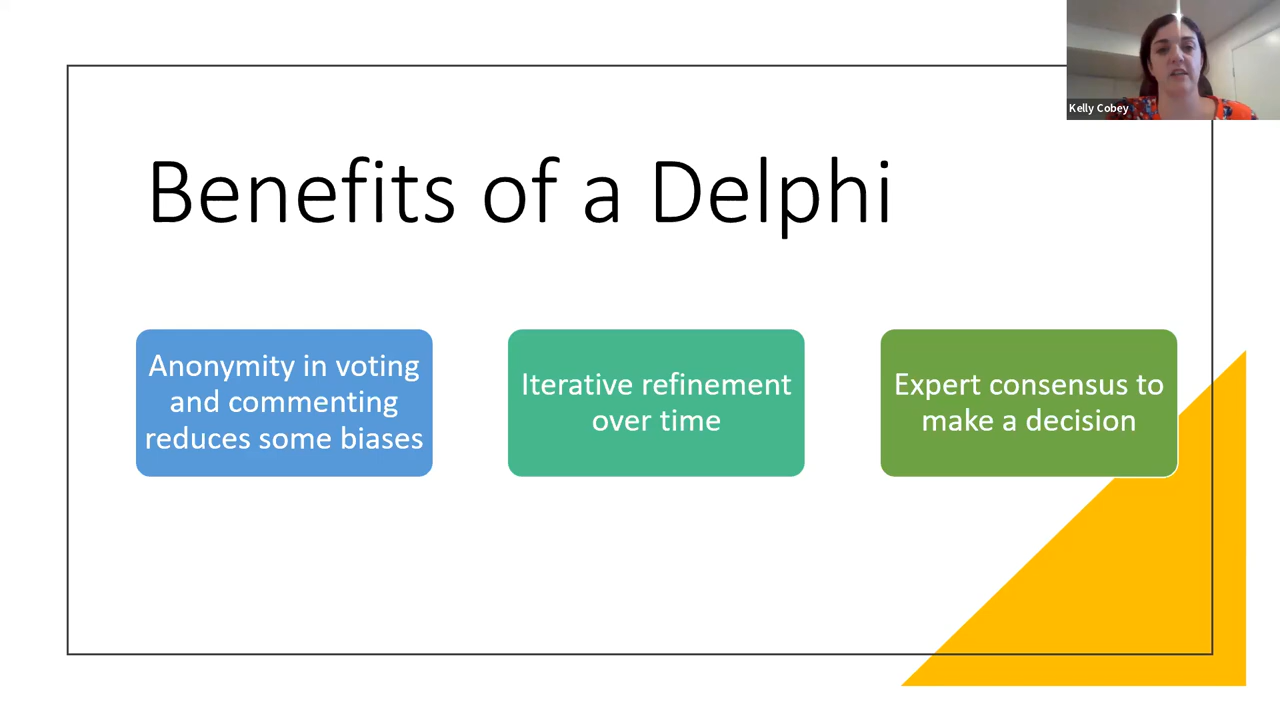 Kelly Cobey
Benefits of a Delphi
Anonymity in voting
and commenting
reduces some biases
Iterative refinement
over time
Expert consensus to
make a decision